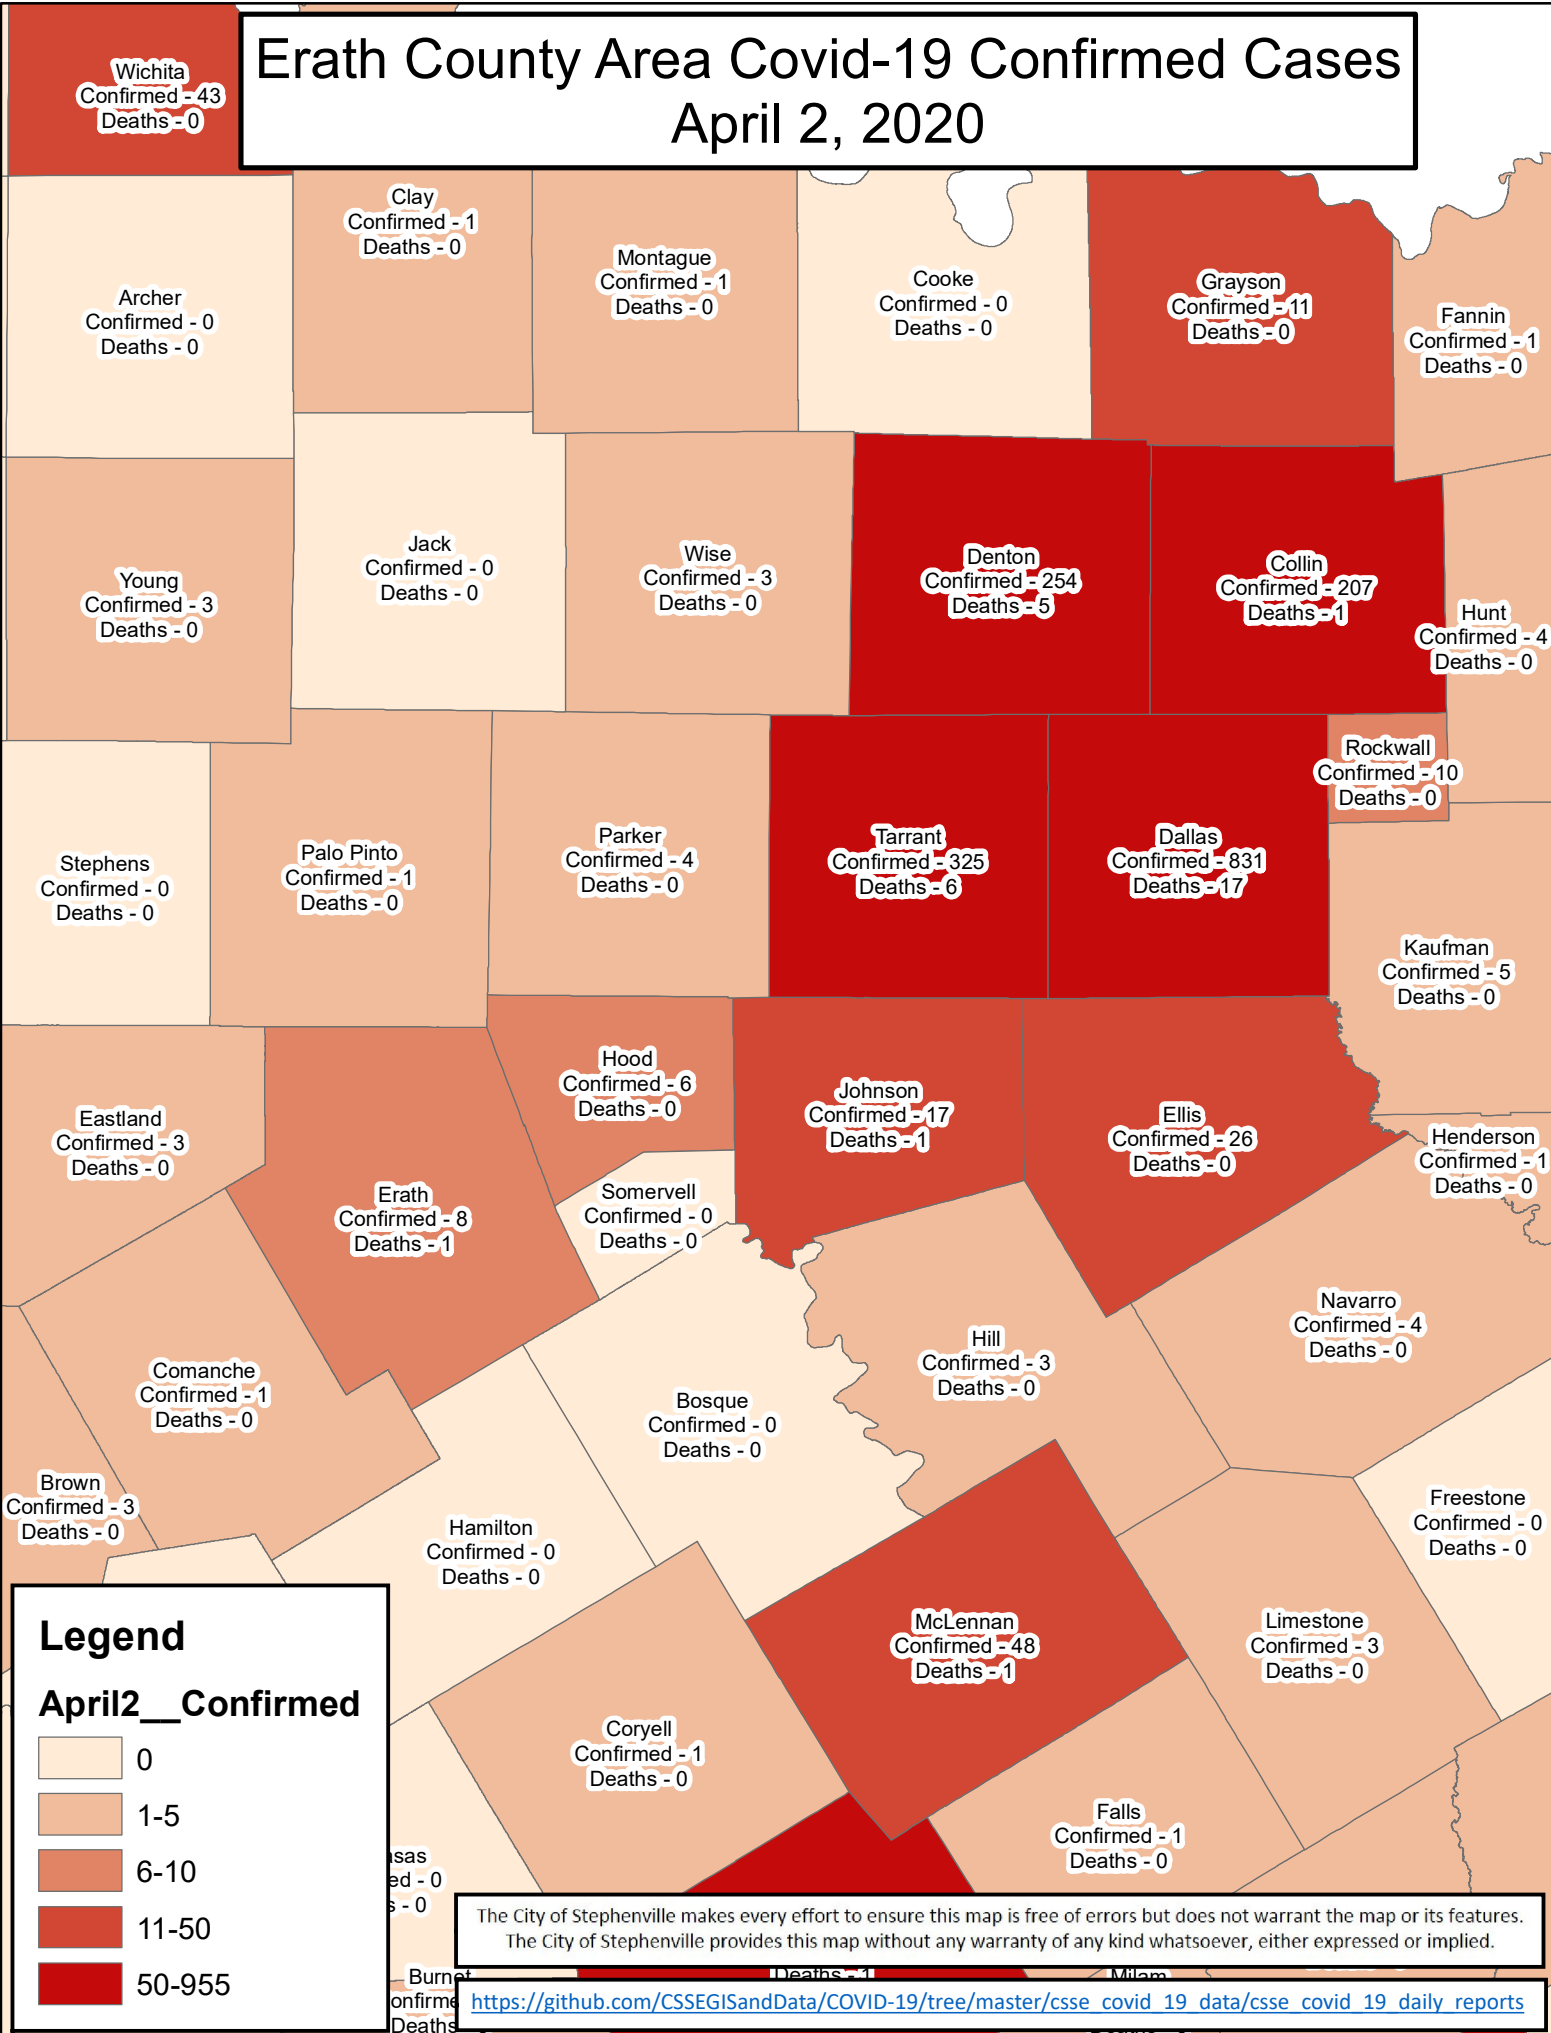 Erath County Area Covid-19 Confirmed Cases
April 2, 2020
Wichita
Confirmed - 43
Deaths - 0
Clay
Confirmed - 1
Deaths - 0
Montague
Confirmed - 1
Deaths - 0
Cooke
Confirmed - 0
Deaths - 0
Grayson
Confirmed - 11
Deaths - 0
Fannin
Confirmed - 1
Deaths - 0
Archer
Confirmed - 0
Deaths - 0
Young
Confirmed - 3
Deaths - 0
Jack
Confirmed - 0
Deaths - 0
Wise
Confirmed - 3
Deaths - 0
Denton
Confirmed - 254
Deaths - 5
Collin
Confirmed - 207
Deaths - 1
Hunt
Confirmed - 4
Deaths - 0
Rockwall
Confirmed - 10
Deaths - 0
Stephens
Confirmed - 0
Deaths - 0
Palo Pinto
Confirmed - 1
Deaths - 0
Parker
Confirmed - 4
Deaths - 0
Tarrant
Confirmed - 325
Deaths - 6
Dallas
Confirmed - 831
Deaths - 17
Kaufman
Confirmed - 5
Deaths - 0
Eastland
Confirmed - 3
Deaths - 0
Erath
Confirmed - 8
Deaths - 1
Hood
Confirmed - 6
Deaths - 0
Somervell
Confirmed - 0
Deaths - 0
Johnson
Confirmed - 17
Deaths - 1
Ellis
Confirmed - 26
Deaths - 0
Henderson
Confirmed - 1
Deaths - 0
Navarro
Confirmed - 4
Deaths - 0
Hill
Confirmed - 3
Deaths - 0
Comanche
Confirmed - 1
Deaths - 0
Bosque
Confirmed - 0
Deaths - 0
Brown
Confirmed - 3
Deaths - 0
Hamilton
Confirmed - 0
Deaths - 0
Freestone
Confirmed - 0
Deaths - 0
McLennan
Confirmed - 48
Deaths - 1
Limestone
Confirmed - 3
Deaths - 0
Coryell
Confirmed - 1
Deaths - 0
Falls
Confirmed - 1
Deaths - 0
asas
ed - 0
s - 0
Burnet
onfirme
Deaths
Deaths - 1
Milam
Legend
April2__Confirmed
0
1-5
6-10
11-50
50-955
The City of Stephenville makes every effort to ensure this map is free of errors but does not warrant the map or its features.
The City of Stephenville provides this map without any warranty of any kind whatsoever, either expressed or implied.
https://github.com/CSSEGISandData/COVID-19/tree/master/csse_covid_19_data/csse_covid_19_daily_reports